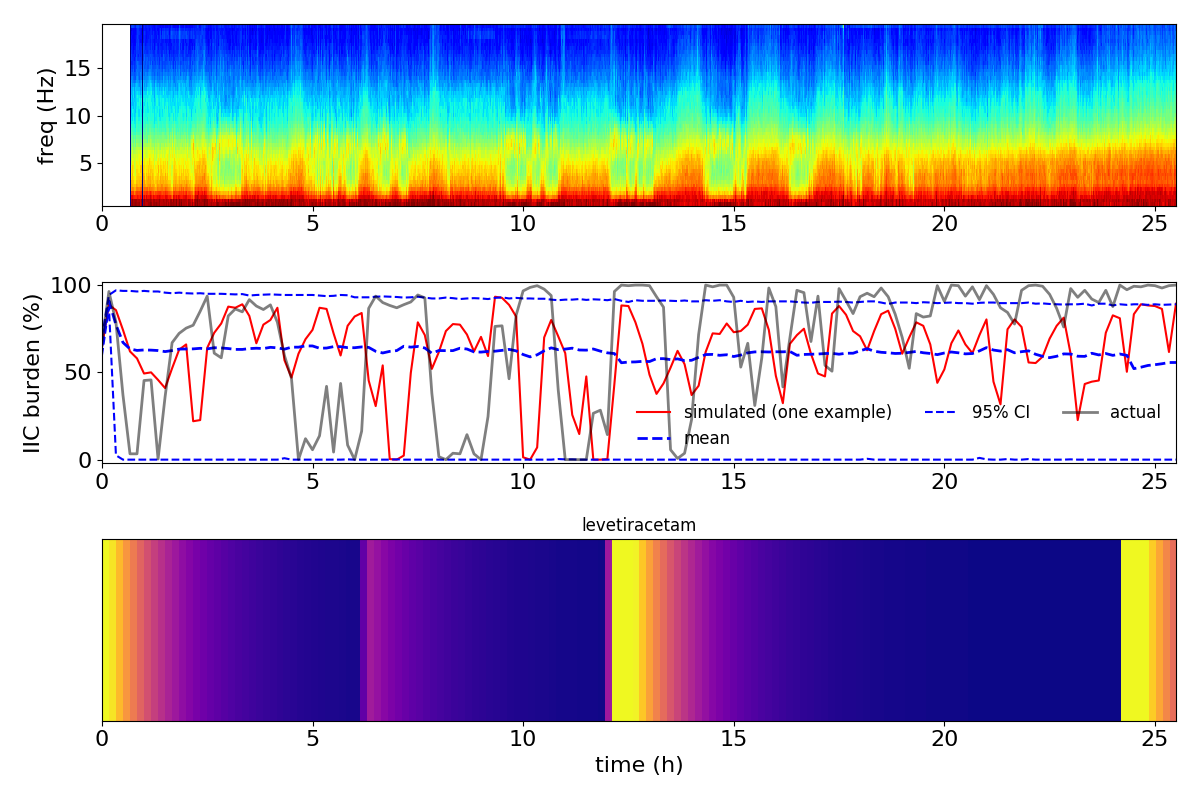 freq (Hz)
15
10
5
0 5 10 15 20 25
IIC burden (%)
100
50
0
simulated (one example) 95% CI actual
mean
0 5 10 15 20 25
levetiracetam
0 5 10 15 20 25
time (h)